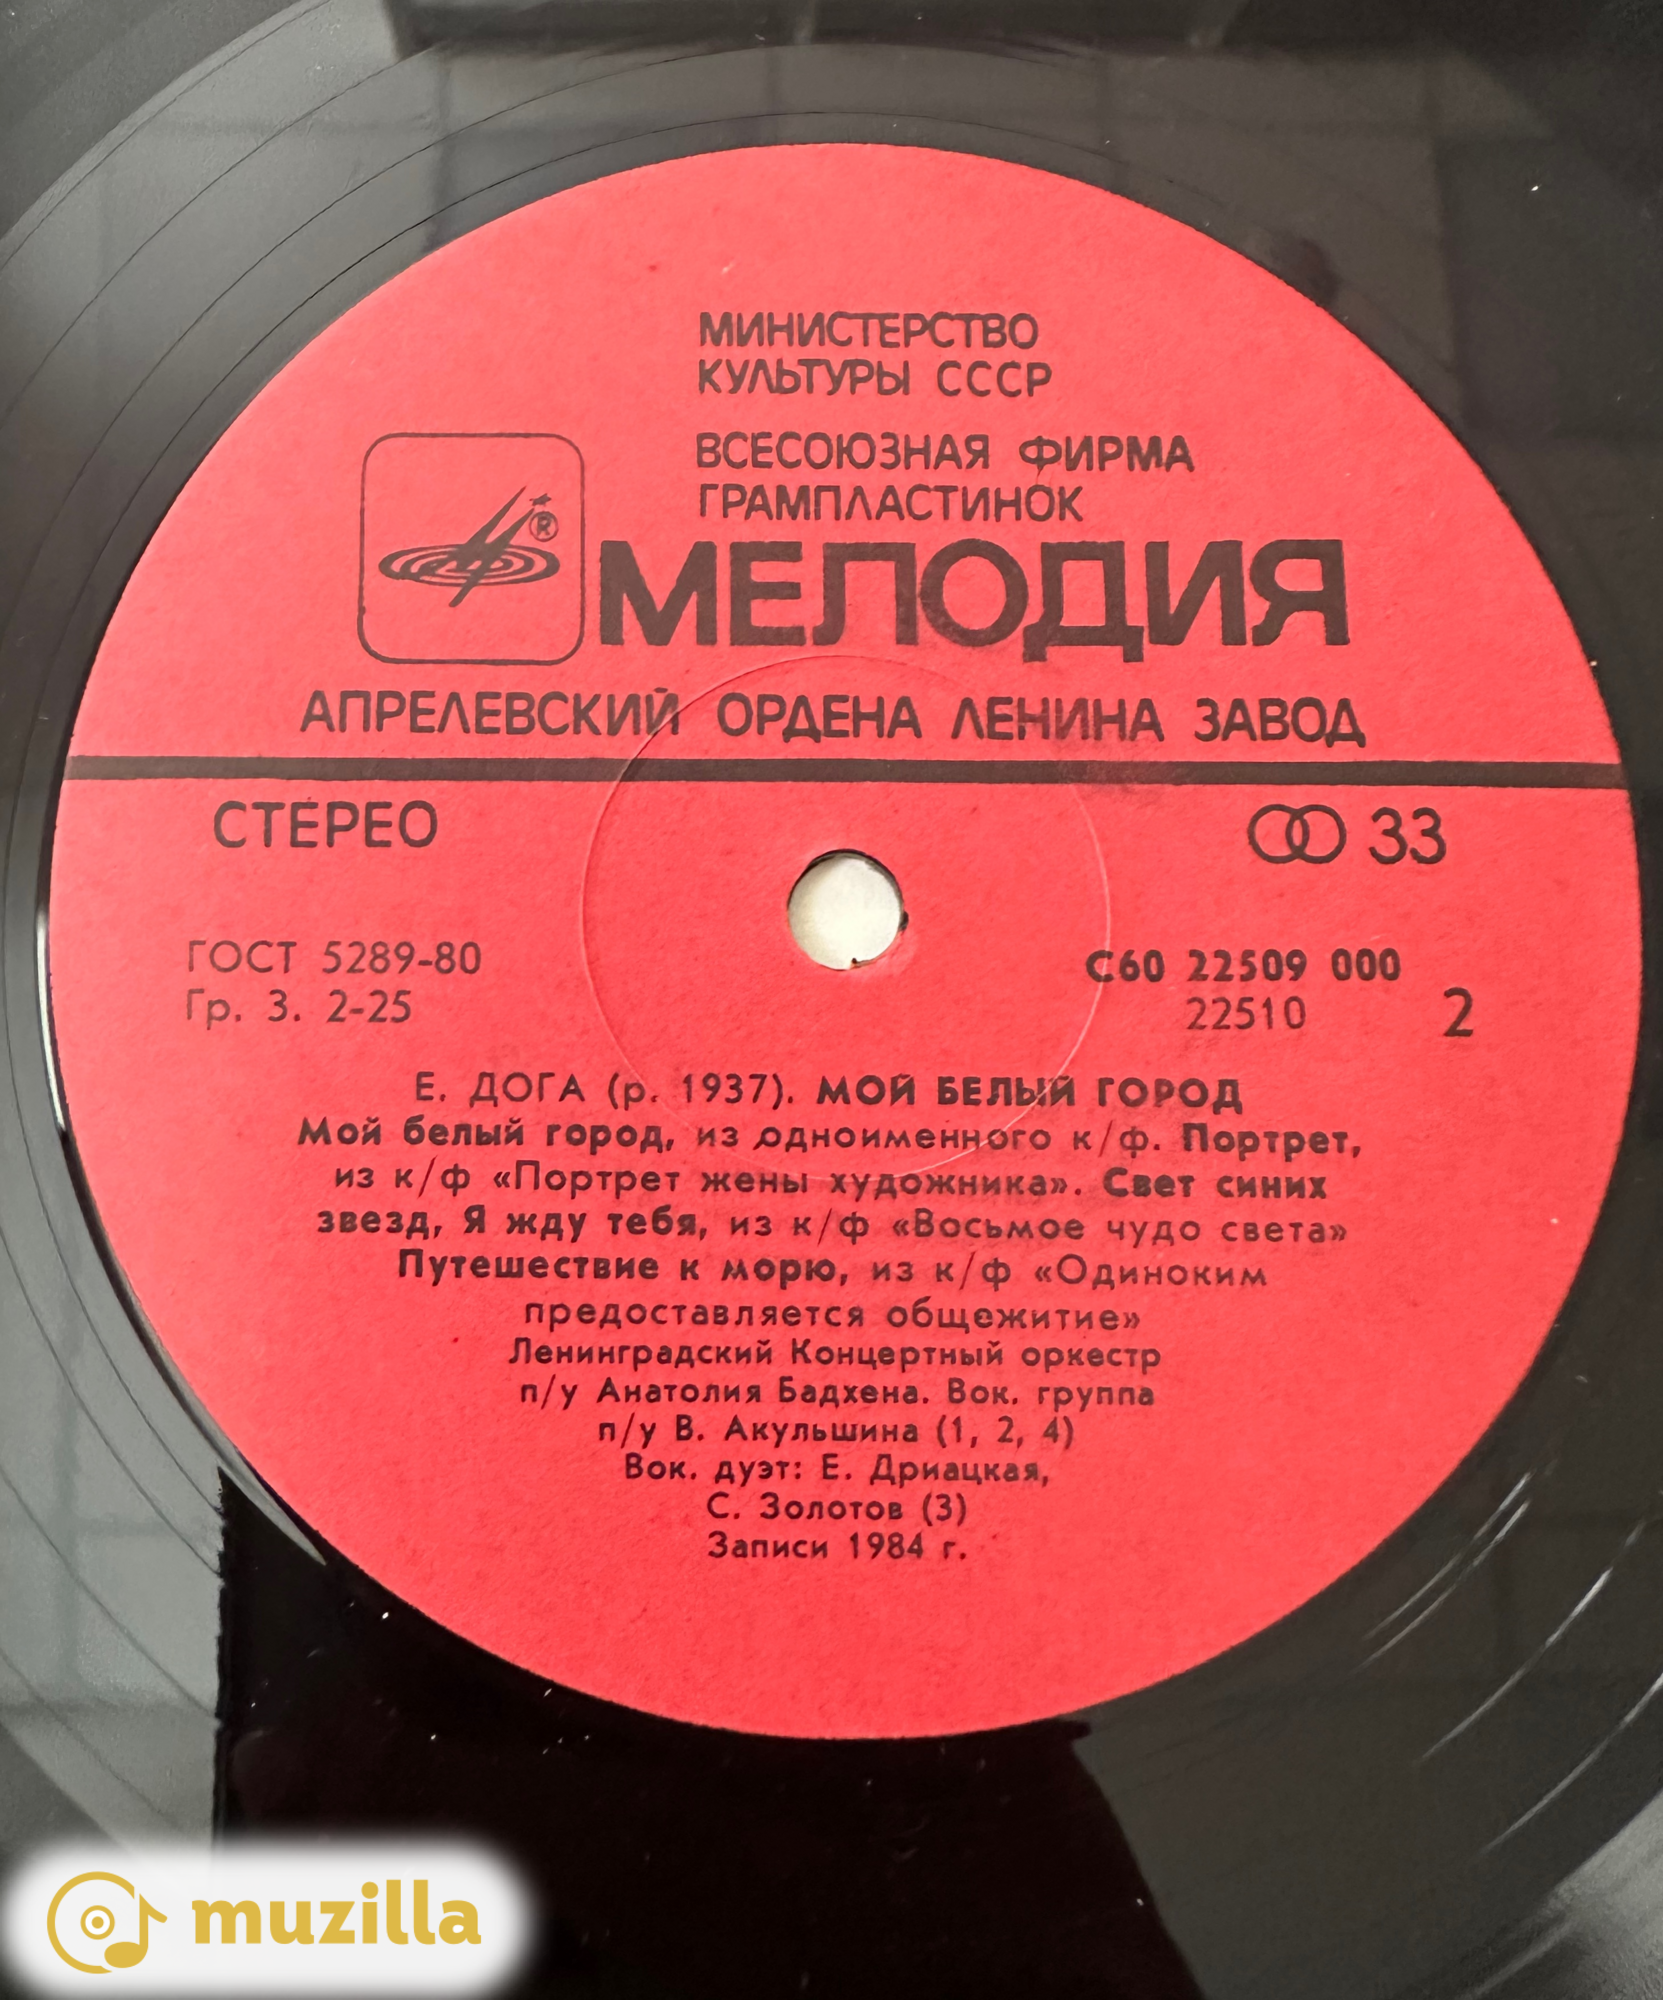 МИНИСТЕРСТВО
КУЛЬТУРЫ СССР
ВСЕСОЮЗНАЯ ФИРМА
ГРАМПЛАСТИНОК
®
МЕЛОДИЯ
АПРЕЛЕВСКИЙ ОРДЕНА ЛЕНИНА ЗАВОД
СТЕРЕО
33
ГОСТ 5289-80
Гр. 3. 2-25
С60 22509 000
22510
2
Е. ДОГА (р. 1937). МОЙ БЕЛЫЙ ГОРОД
Мой белый город, из одноименного к/ф. Портрет,
из к/ф «Портрет жены художника». Свет синих
звезд, Я жду тебя, из к/ф «Восьмое чудо света»
Путешествие к морю, из к/ф «Одиноким
предоставляется общежитие»
Ленинградский Концертный оркестр
п/у Анатолия Бадхена. Вок. группа
п/у В. Акульшина (1, 2, 4)
Вок. дуэт: Е. Дриацкая,
С. Золотов (3)
Записи 1984 г.
muzilla